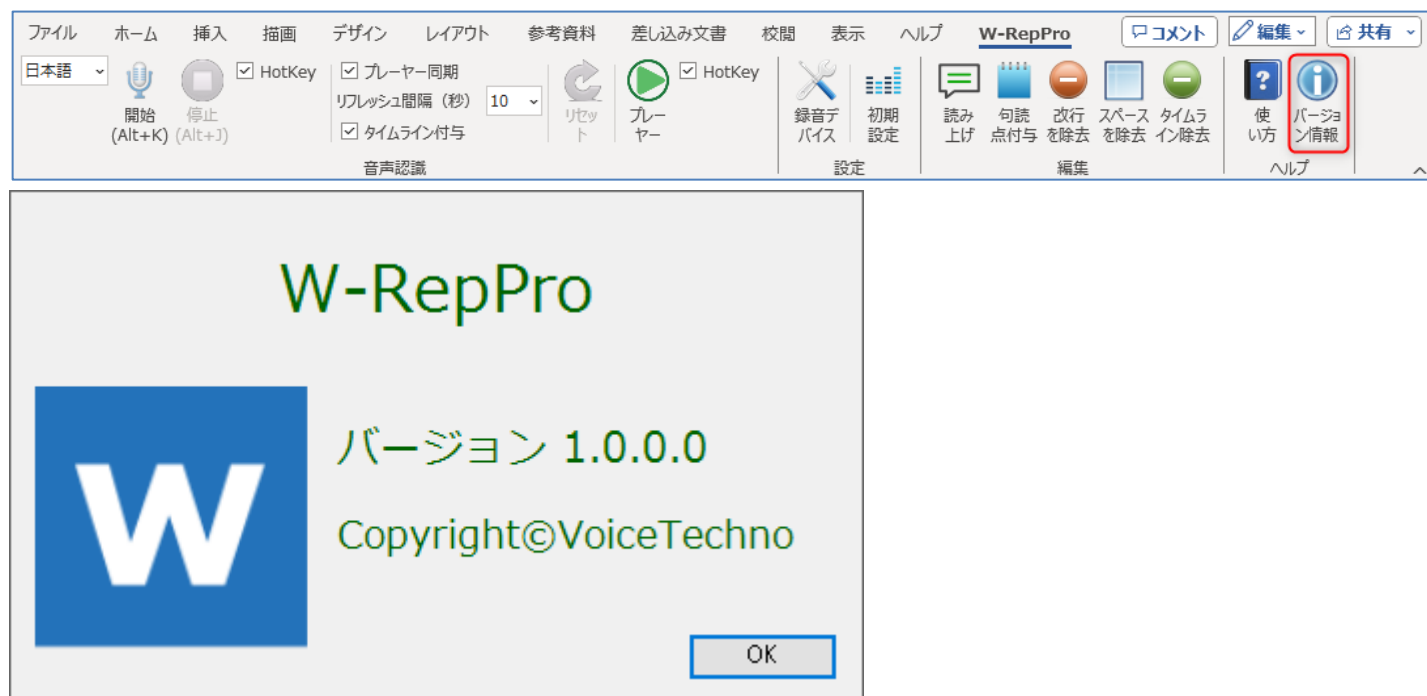 ファイル ホーム 挿入 描画 デザイン レイアウト 参考資料 差し込み文書 校閲 表示 ヘルプ W-RepPro コメント 編集 共有
日本語
開始
(Alt+K)
停止
(Alt+J)
HotKey
プレーヤー同期
リフレッシュ間隔(秒) 10
タイムライン付与
リセッ
ト
プレー
ヤー
HotKey
音声認識
録音デ
バイス
初期
設定
設定
読み
上げ
句読
点付与
改行
を除去
スペース
を除去
タイムラ
イン除去
編集
使
い方
バージョ
ン情報
ヘルプ
W-RepPro
W
バージョン 1.0.0.0
Copyright©VoiceTechno
OK